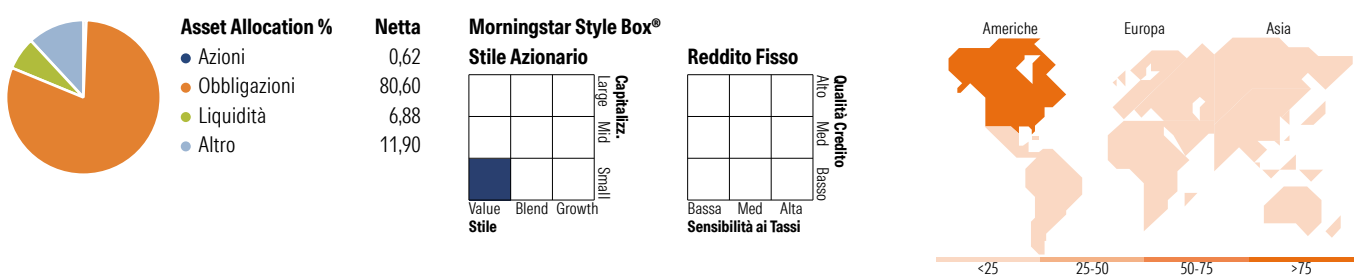 Asset Allocation % Netta
Azioni 0,62
Obbligazioni 80,60
Liquidità 6,88
Altro 11,90
Morningstar Style Box®
Stile Azionario
Large Mid Small
Capitalizz.
Value Blend Growth
Stile
Reddito Fisso
Alto Med Basso
Qualità Credito
Bassa Med Alta
Sensibilità ai Tassi
Americhe Europa Asia
<25 25-50 50-75 >75